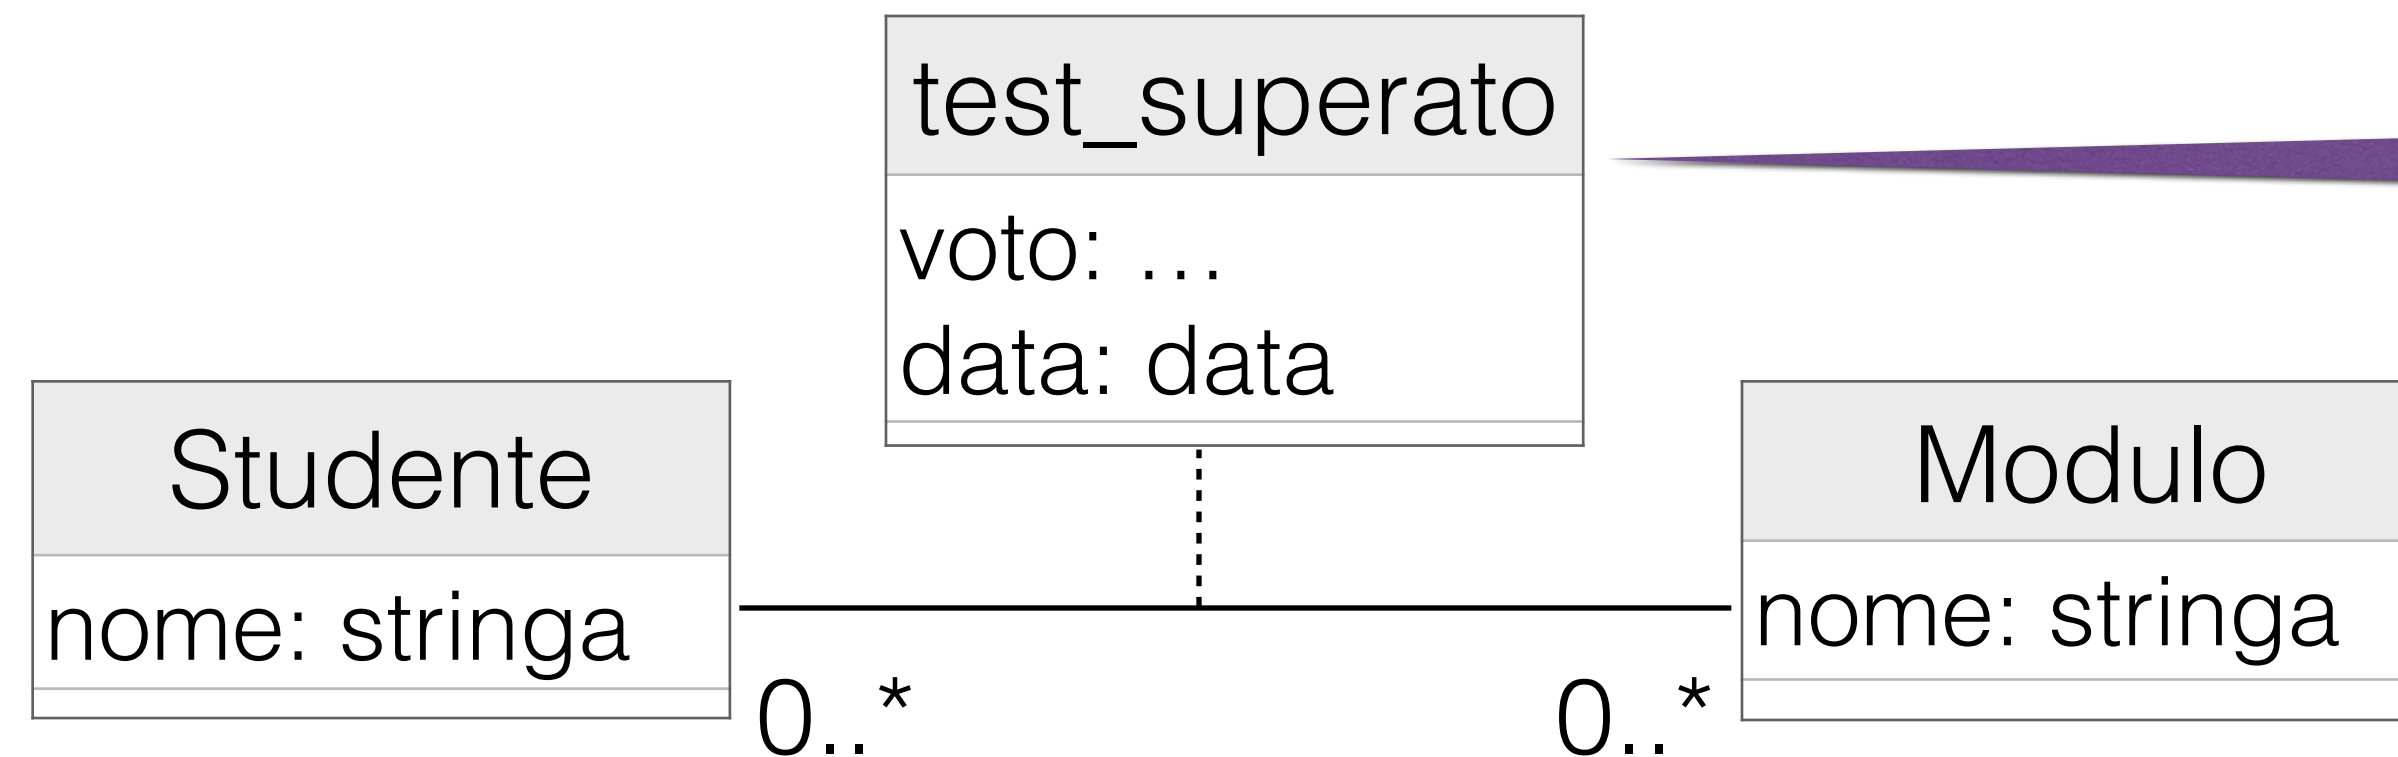 test_superato
voto: …
data: data
Studente
nome: stringa
Modulo
nome: stringa
0..*
0..*